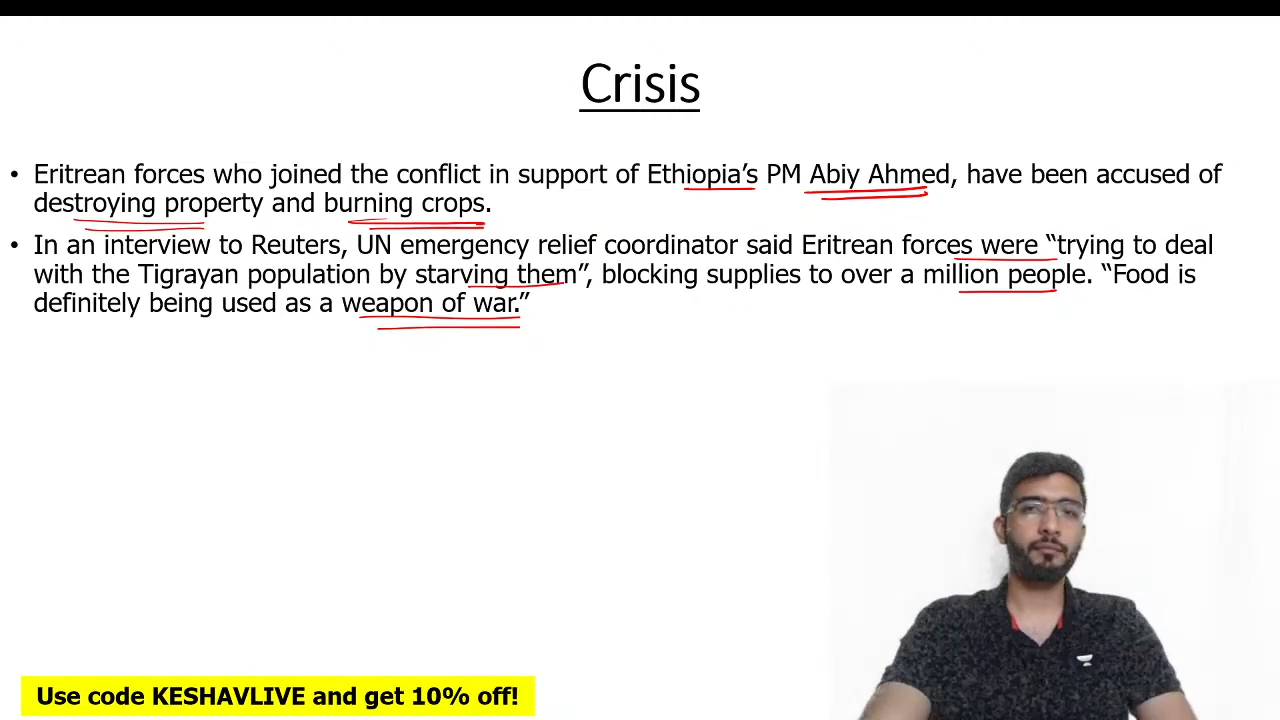 Crisis
• Eritrean forces who joined the conflict in support of Ethiopia’s PM Abiy Ahmed, have been accused of
destroying property and burning crops.
• In an interview to Reuters, UN emergency relief coordinator said Eritrean forces were “trying to deal
with the Tigrayan population by starving them”, blocking supplies to over a million people. “Food is
definitely being used as a weapon of war.”
Use code KESHAVLIVE and get 10% off!